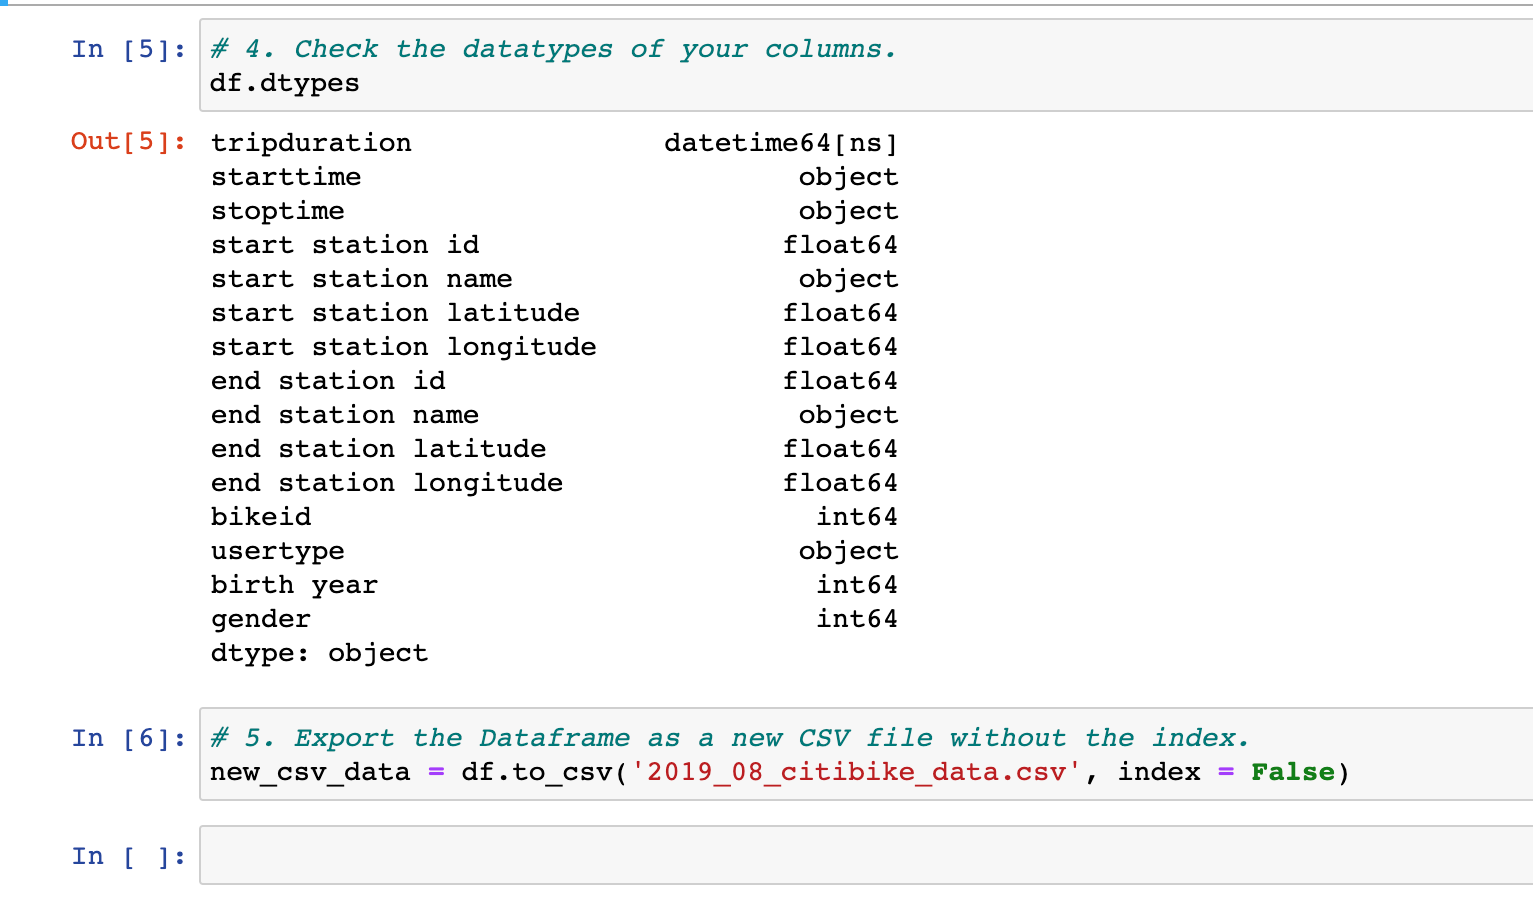 In [5]: # 4. Check the datatypes of your columns.
df.dtypes
Out[5]: tripduration datetime64[ns]
starttime object
stoptime object
start station id float64
start station name object
start station latitude float64
start station longitude float64
end station id float64
end station name object
end station latitude float64
end station longitude float64
bikeid int64
usertype object
birth year int64
gender int64
dtype: object
In [6]: # 5. Export the Dataframe as a new CSV file without the index.
new_csv_data = df.to_csv('2019_08_citibike_data.csv', index = False)
In [ ]: